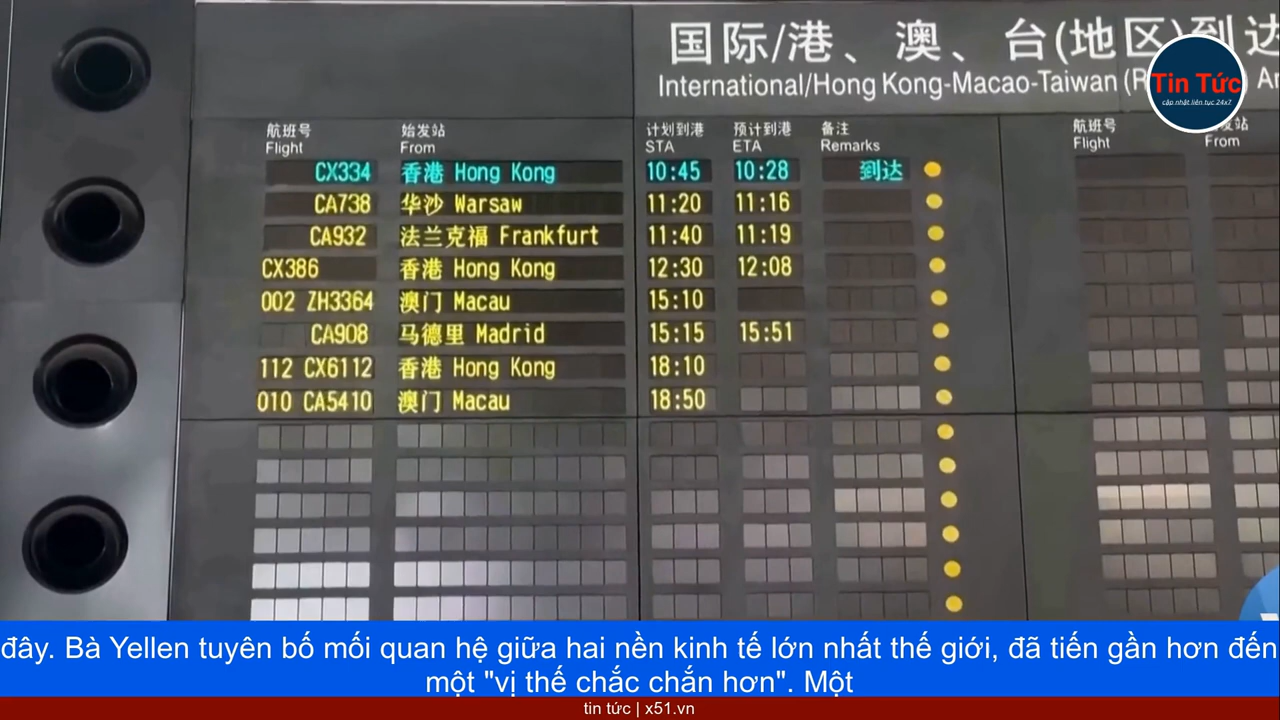 国际/港、澳、台(地区)到达
International/Hong Kong-Macao-Taiwan
Tin Tức
cập nhật liên tục 24x7
航班号 始发站 计划到港 预计到港 备注 航班号
Flight From STA ETA Remarks Flight From
CX334 香港 Hong Kong 10:45 10:28 到达
CA738 华沙 Warsaw 11:20 11:16
CA932 法兰克福 Frankfurt 11:40 11:19
CX386 香港 Hong Kong 12:30 12:08
002 ZH3364 澳门 Macau 15:10
CA908 马德里 Madrid 15:15 15:51
112 CX6112 香港 Hong Kong 18:10
010 CA5410 澳门 Macau 18:50
đây. Bà Yellen tuyên bố mối quan hệ giữa hai nền kinh tế lớn nhất thế giới, đã tiến gần hơn đến
một "vị thế chắc chắn hơn". Một
tin tức | x51.vn